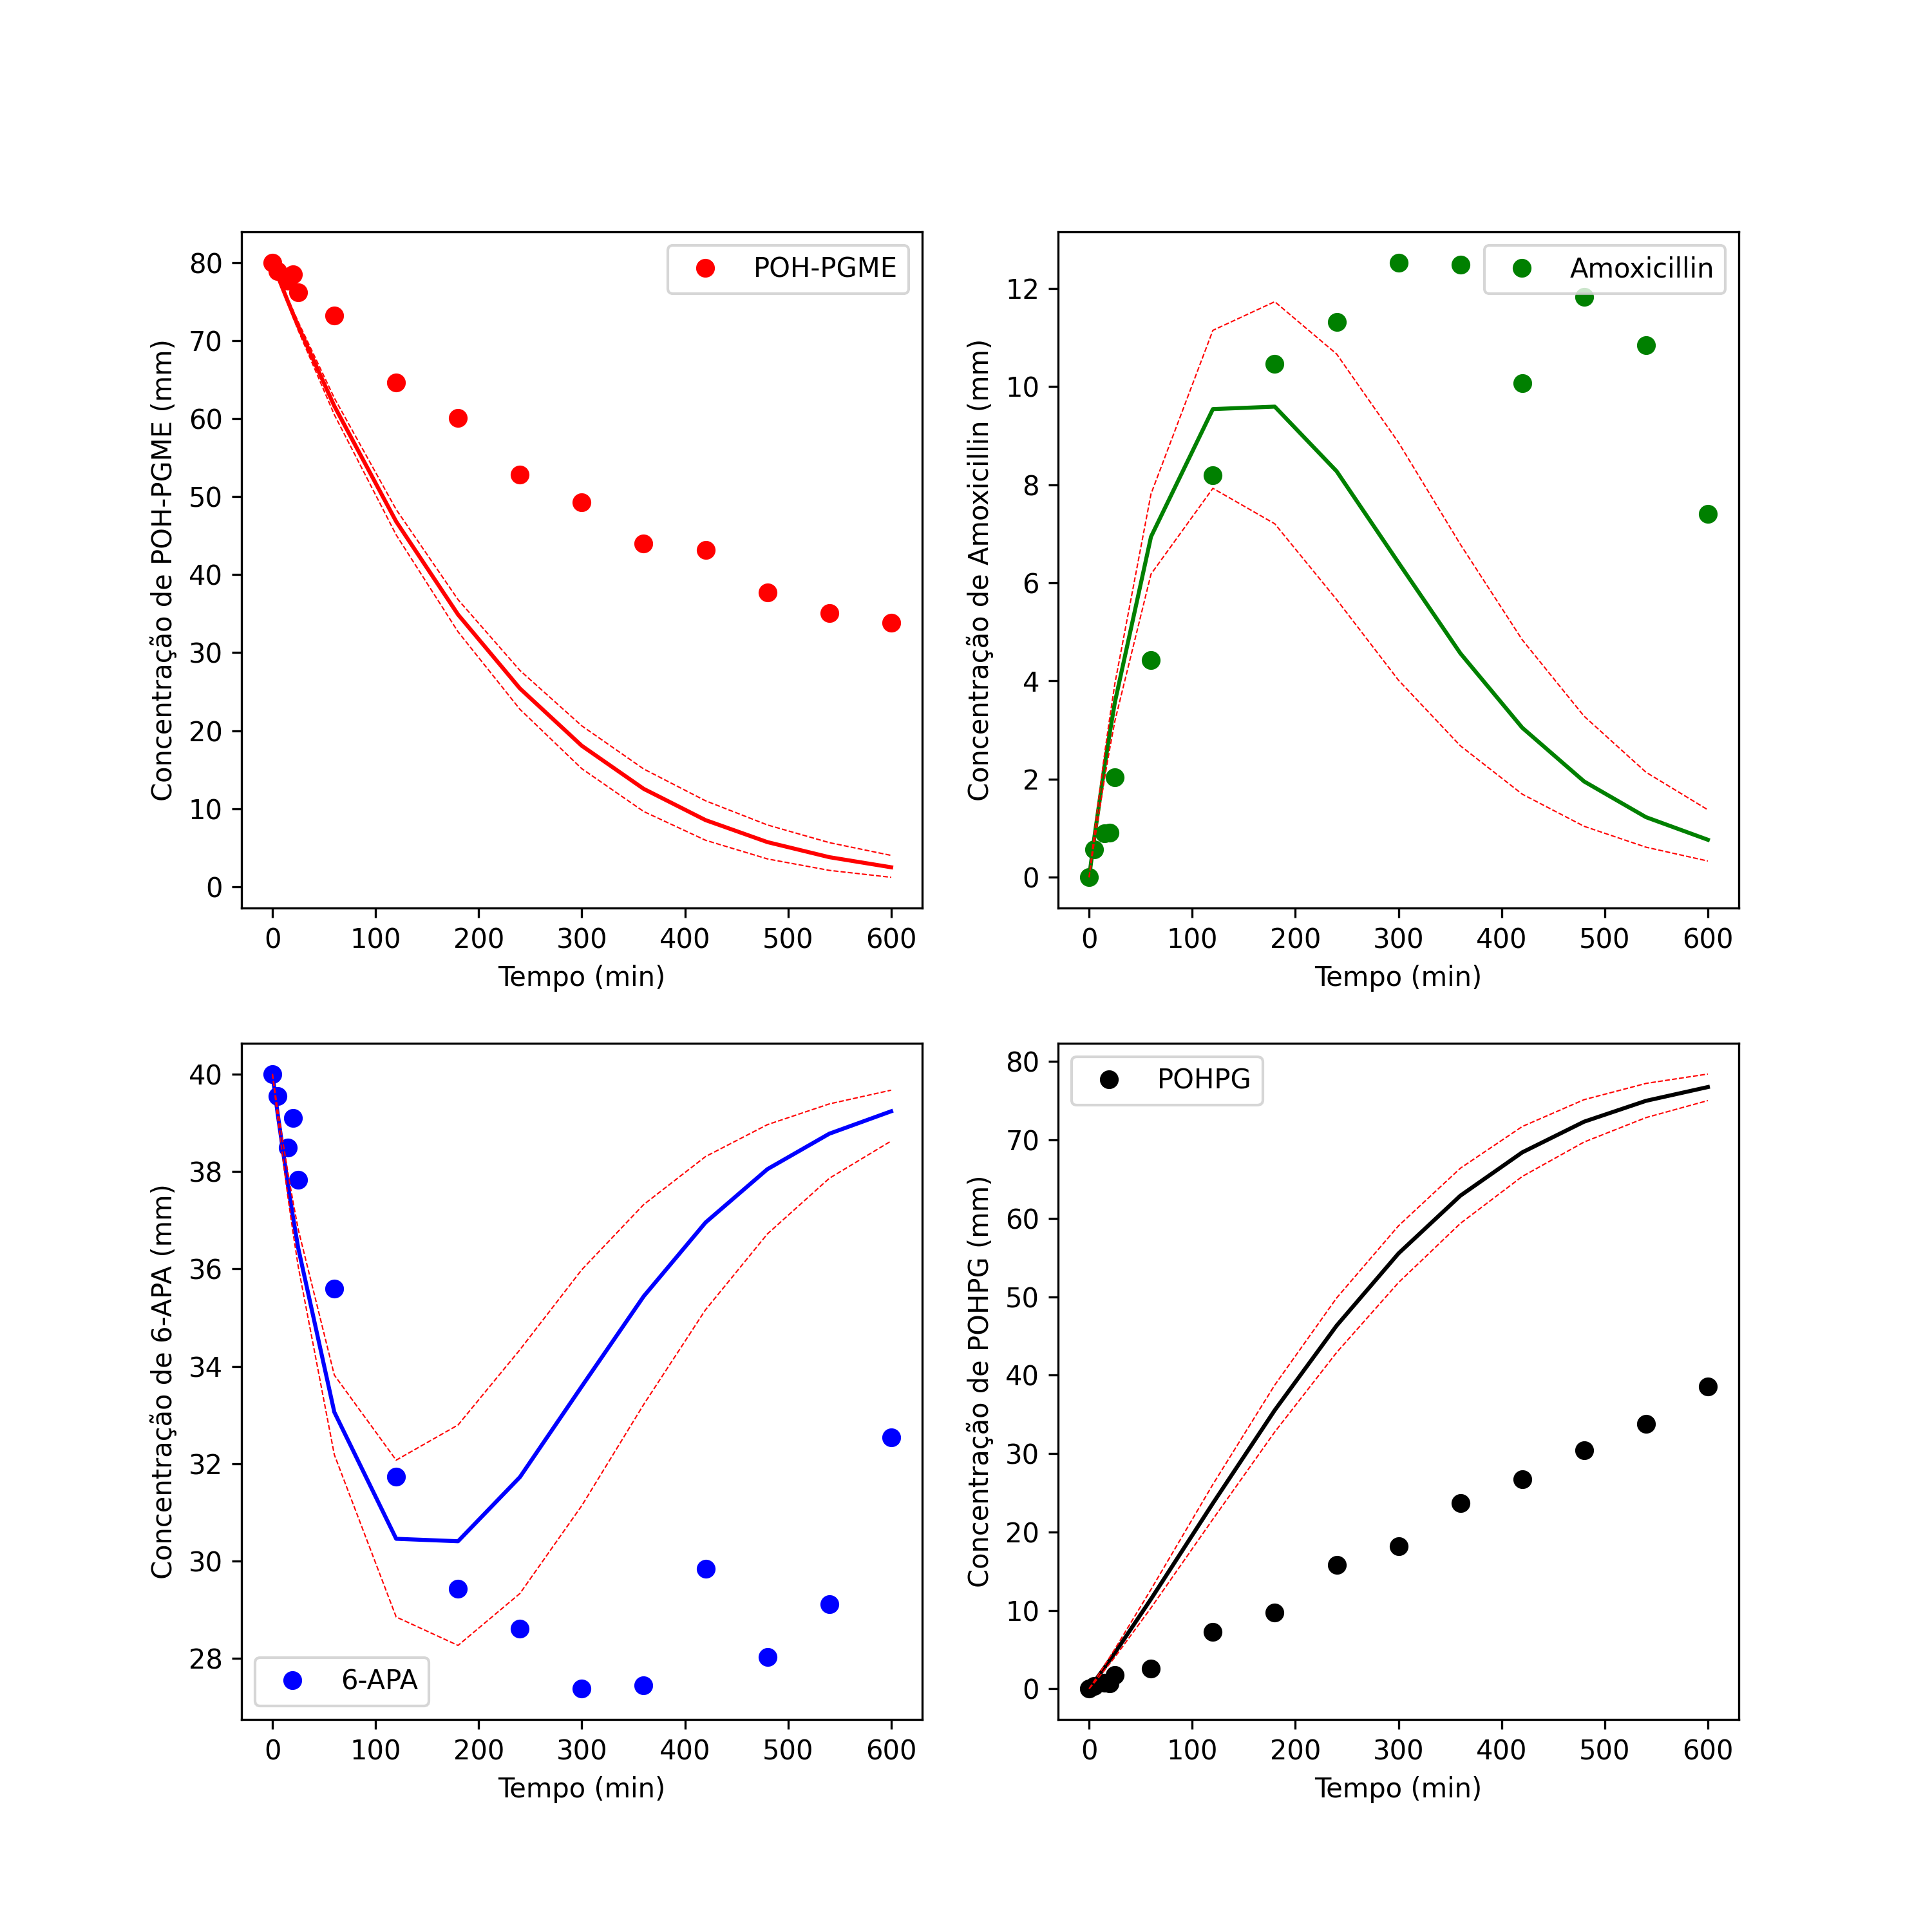 POH-PGME
Concentração de POH-PGME (mm)
80
70
60
50
40
30
20
10
0
0 100 200 300 400 500 600
Tempo (min)
Amoxicillin
Concentração de Amoxicillin (mm)
12
10
8
6
4
2
0
0 100 200 300 400 500 600
Tempo (min)
6-APA
Concentração de 6-APA (mm)
40
38
36
34
32
30
28
0 100 200 300 400 500 600
Tempo (min)
POHPG
Concentração de POHPG (mm)
80
70
60
50
40
30
20
10
0
0 100 200 300 400 500 600
Tempo (min)